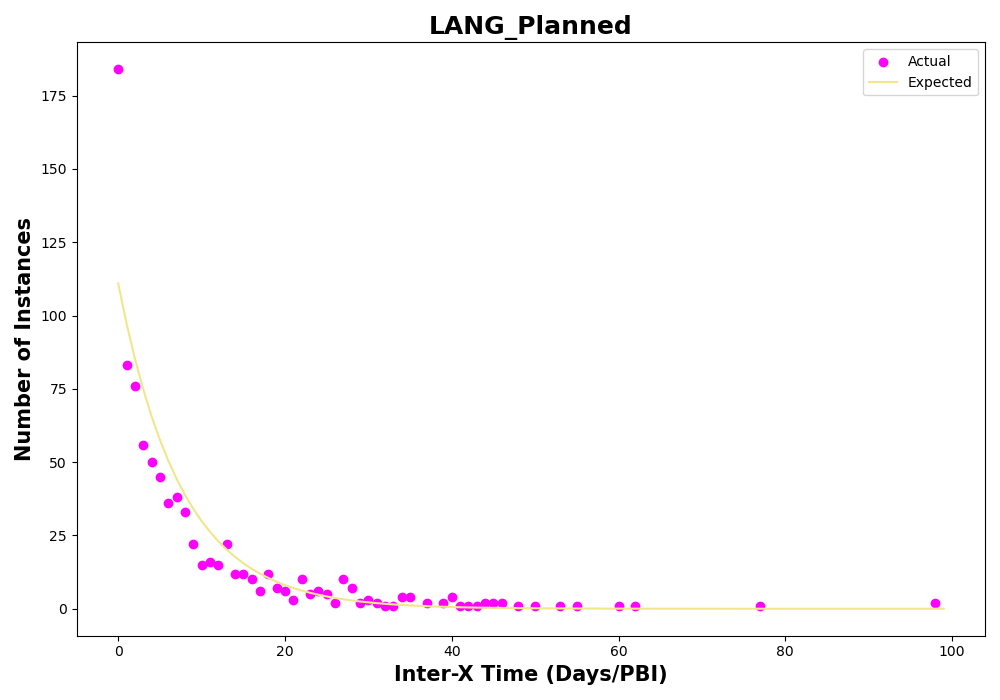 LANG_Planned
Actual
Expected
Number of Instances
175
150
125
100
75
50
25
0
0 20 40 60 80 100
Inter-X Time (Days/PBI)